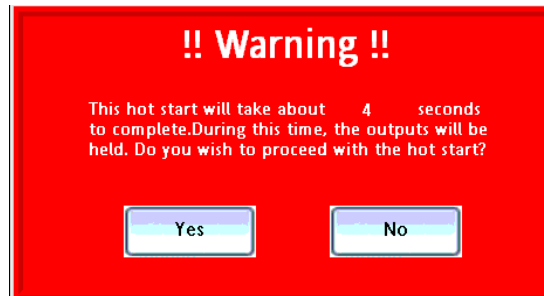 !! Warning !!
This hot start will take about 4 seconds
to complete.During this time, the outputs will be
held. Do you wish to proceed with the hot start?
Yes No